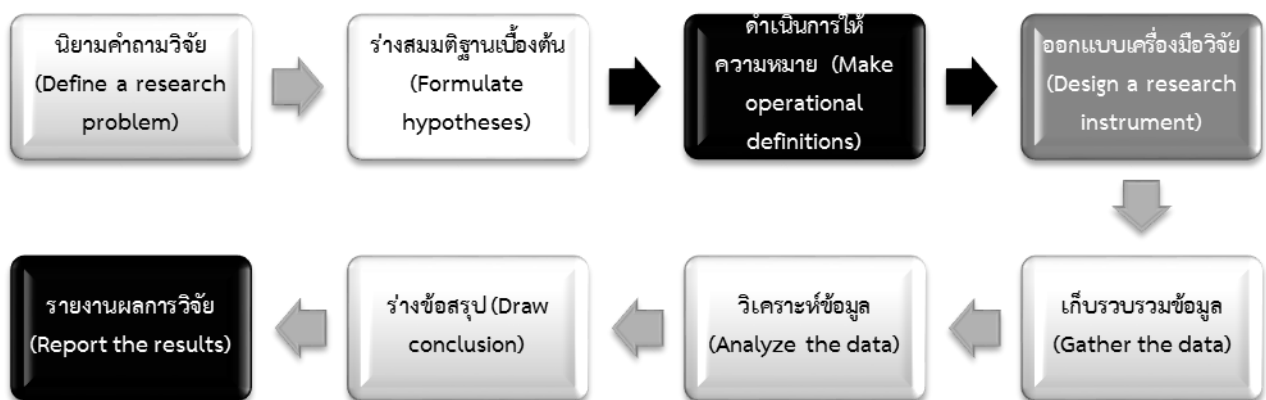 นิยามคำถามวิจัย
(Define a research
problem)
ร่างสมมติฐานเบื้องต้น
(Formulate
hypotheses)
ดำเนินการให้
ความหมาย (Make
operational
definitions)
ออกแบบเครื่องมือวิจัย
(Design a research
instrument)
เก็บรวบรวมข้อมูล
(Gather the data)
วิเคราะห์ข้อมูล
(Analyze the data)
ร่างข้อสรุป (Draw
conclusion)
รายงานผลการวิจัย
(Report the results)